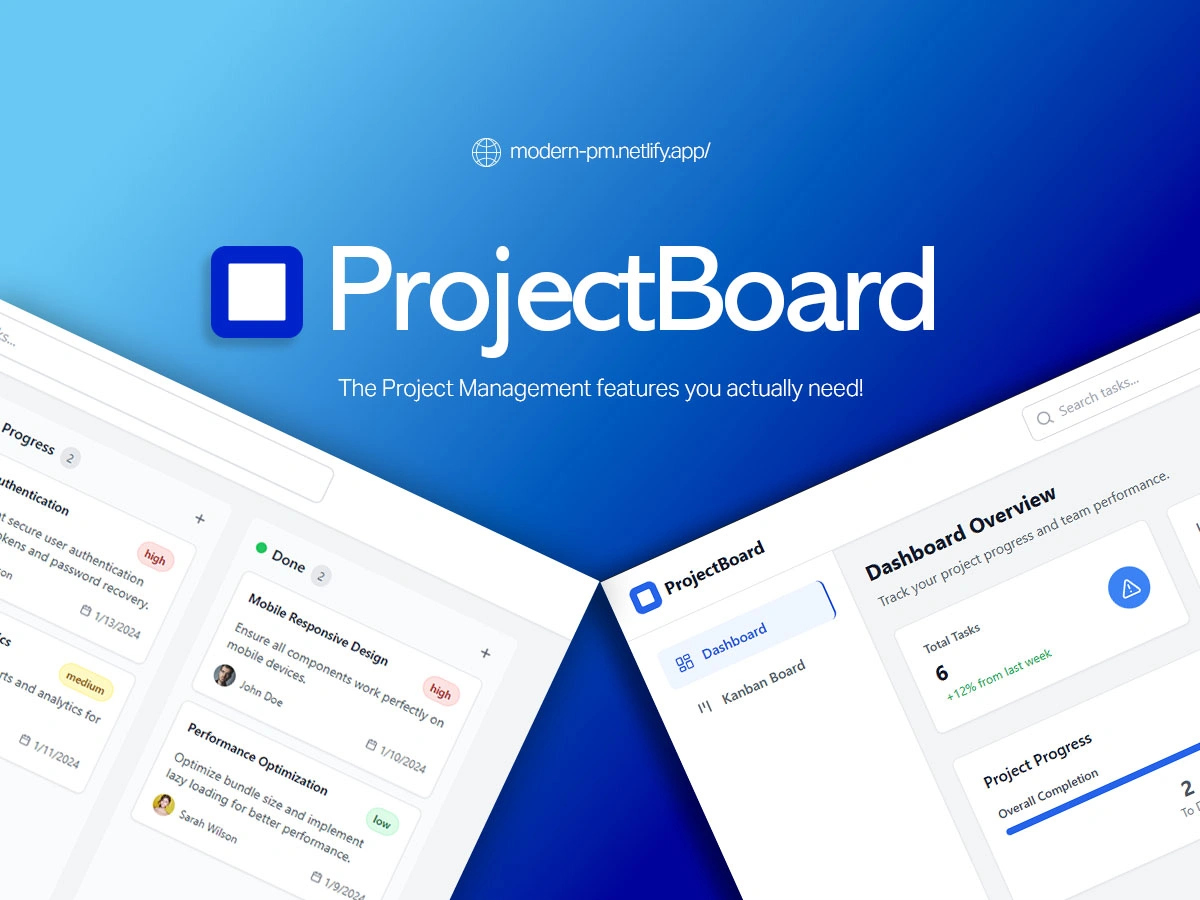 modern-pm.netlify.app/
ProjectBoard
The Project Management features you actually need!
Progress 2
high
1/13/2024
medium
1/11/2024
Done 2
Mobile Responsive Design
Ensure all components work perfectly on
mobile devices.
high
John Doe
1/10/2024
Performance Optimization
Optimize bundle size and implement
lazy loading for better performance.
low
Sarah Wilson
1/9/2024
secure user authentication
and password recovery.
and analytics for
Search tasks...
ProjectBoard
Dashboard
Kanban Board
Dashboard Overview
Track your project progress and team performance.
Total Tasks
6
+12% from last week
Project Progress
Overall Completion
2
To